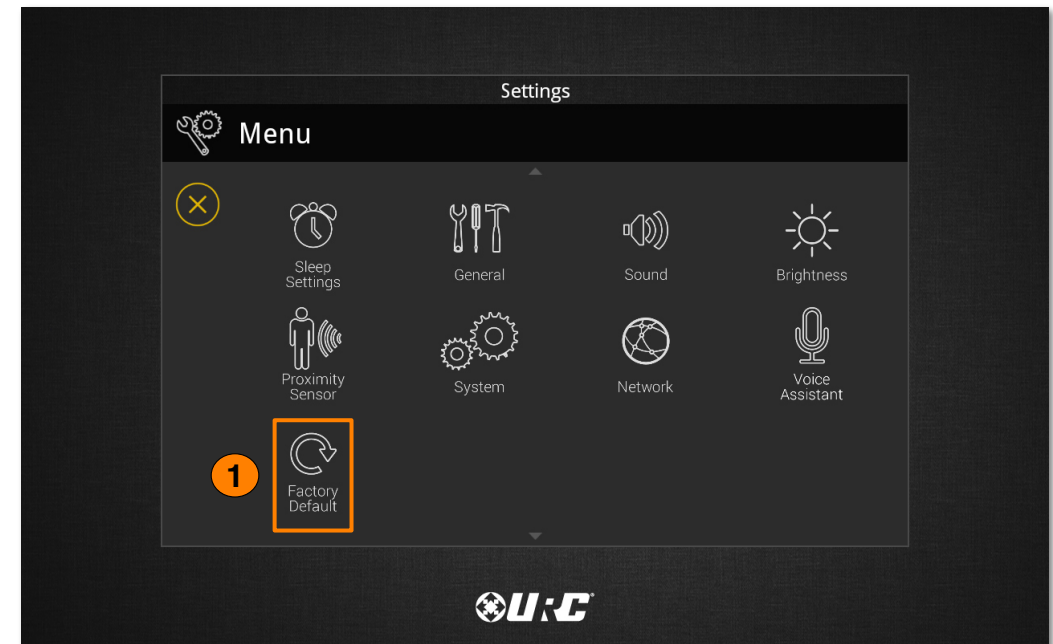 Settings
Menu
Sleep
Settings
General
Sound
Brightness
Proximity
Sensor
System
Network
Voice
Assistant
1
Factory
Default
URC